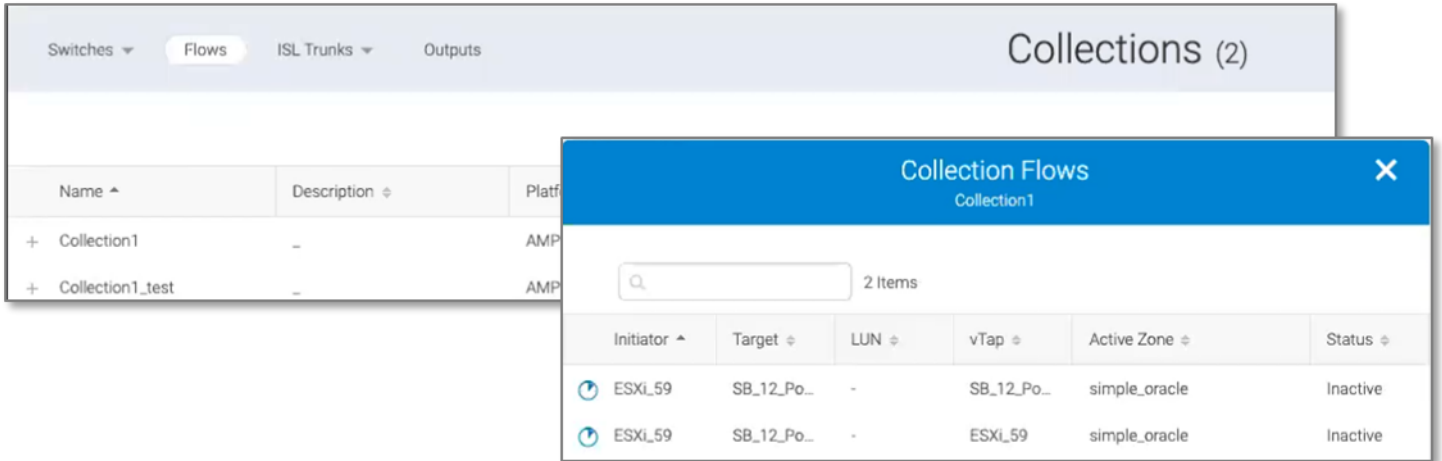 Switches Flows ISL Trunks Outputs Collections (2)
Name Description Platf
Collection1 - AMP
Collection1_test - AMP
Collection Flows
Collection1
2 Items
Initiator Target LUN vTap Active Zone Status
ESXi_59 SB_12_Po... - SB_12_Po... simple_oracle Inactive
ESXi_59 SB_12_Po... - ESXi_59 simple_oracle Inactive